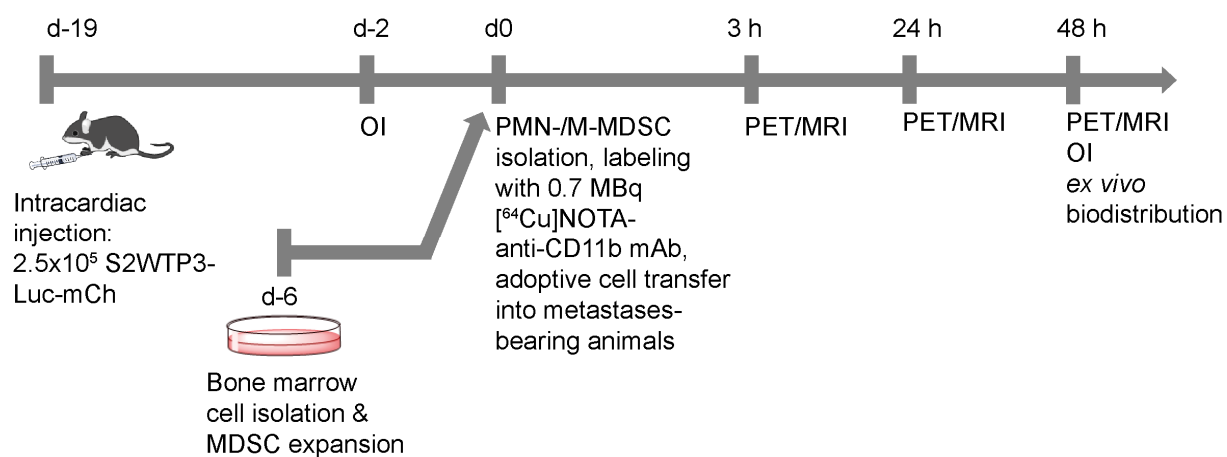 d-19
d-2
d0
3 h
24 h
48 h
Intracardiac
injection:
2.5x10⁵ S2WTP3-
Luc-mCh
OI
d-6
Bone marrow
cell isolation &
MDSC expansion
PMN-/M-MDSC
isolation, labeling
with 0.7 MBq
[⁶⁴Cu]NOTA-
anti-CD11b mAb,
adoptive cell transfer
into metastases-
bearing animals
PET/MRI
PET/MRI
PET/MRI
OI
ex vivo
biodistribution